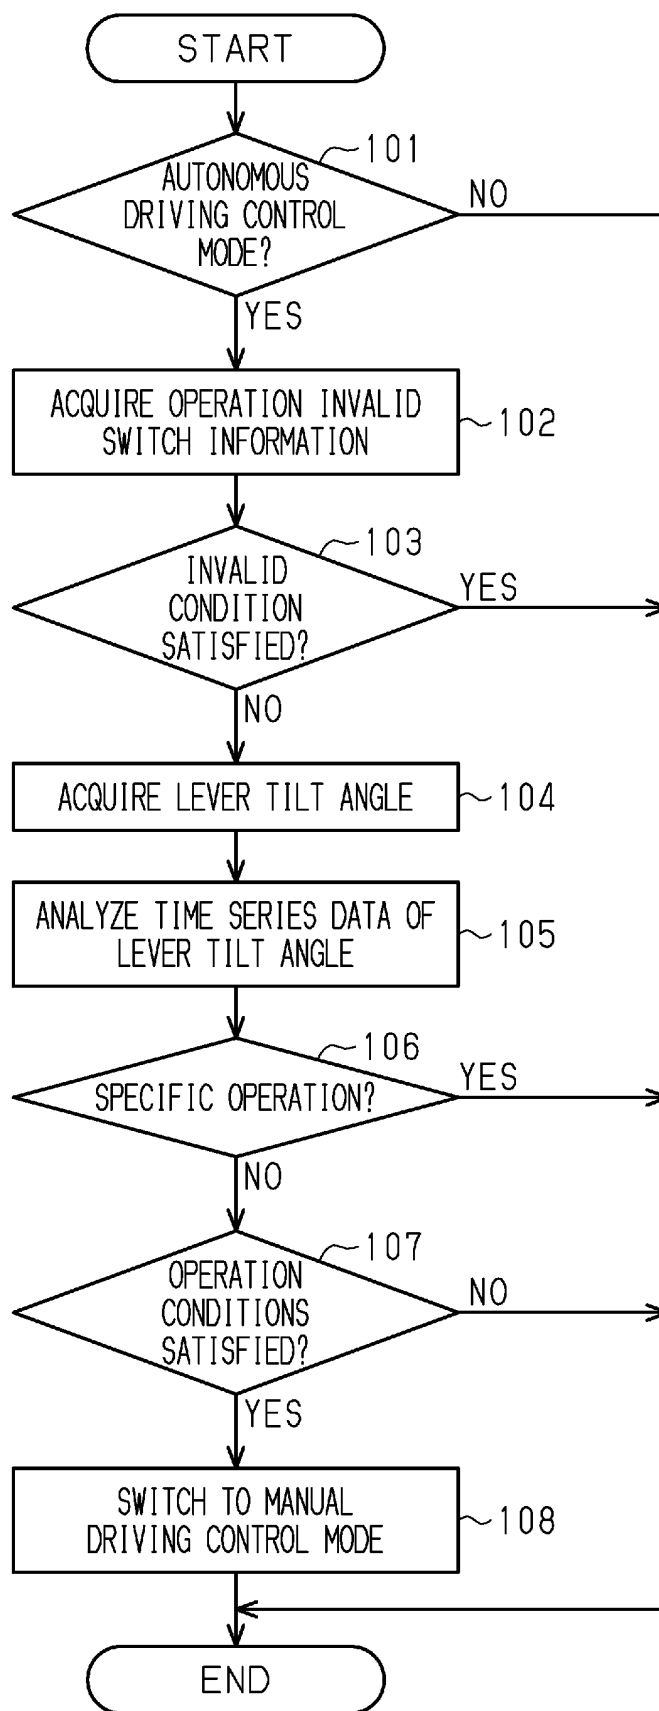 START
101
AUTONOMOUS
DRIVING CONTROL
MODE?
NO
YES
ACQUIRE OPERATION INVALID
SWITCH INFORMATION
102
103
INVALID
CONDITION
SATISFIED?
YES
NO
ACQUIRE LEVER TILT ANGLE
104
ANALYZE TIME SERIES DATA OF
LEVER TILT ANGLE
105
106
SPECIFIC OPERATION?
YES
NO
107
OPERATION
CONDITIONS
SATISFIED?
NO
YES
SWITCH TO MANUAL
DRIVING CONTROL MODE
108
END